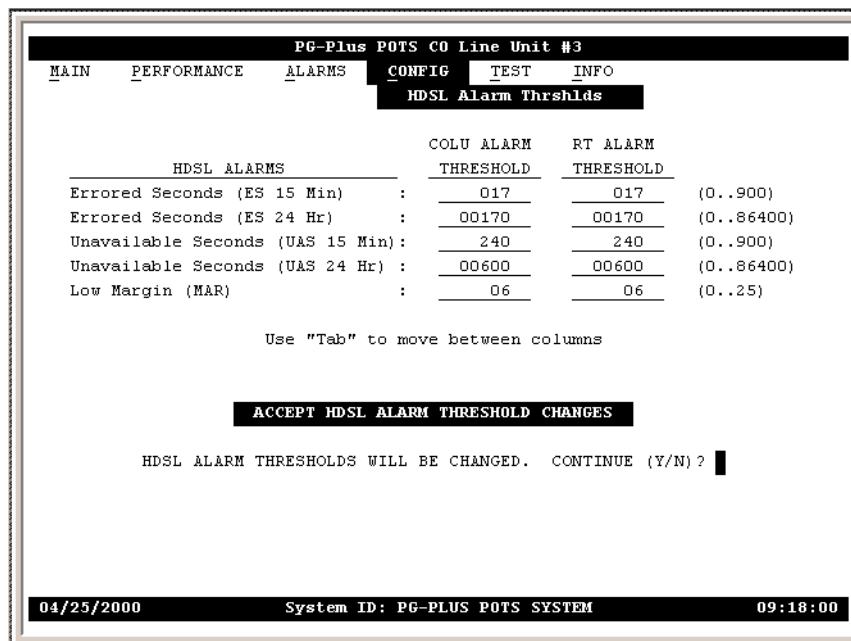 PG-Plus POTS CO Line Unit #3
MAIN PERFORMANCE ALARMS CONFIG TEST INFO
HDSL Alarm Thrshlds
COLU ALARM RT ALARM
HDSL ALARMS THRESHOLD THRESHOLD
Errored Seconds (ES 15 Min) : 017 017 (0..900)
Errored Seconds (ES 24 Hr) : 00170 00170 (0..86400)
Unavailable Seconds (UAS 15 Min): 240 240 (0..900)
Unavailable Seconds (UAS 24 Hr) : 00600 00600 (0..86400)
Low Margin (MAR) : 06 06 (0..25)
Use "Tab" to move between columns
ACCEPT HDSL ALARM THRESHOLD CHANGES
HDSL ALARM THRESHOLDS WILL BE CHANGED. CONTINUE (Y/N)?
04/25/2000 System ID: PG-PLUS POTS SYSTEM 09:18:00